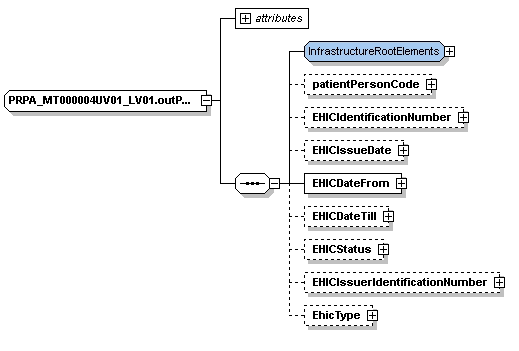 attributes
InfrastructureRootElements
patientPersonCode
PRPA_MT000004UV01_LV01.outP...
EHICIdentificationNumber
EHICIssueDate
EHICDateFrom
EHICDateTill
EHICStatus
EHICIssuerIdentificationNumber
EhicType